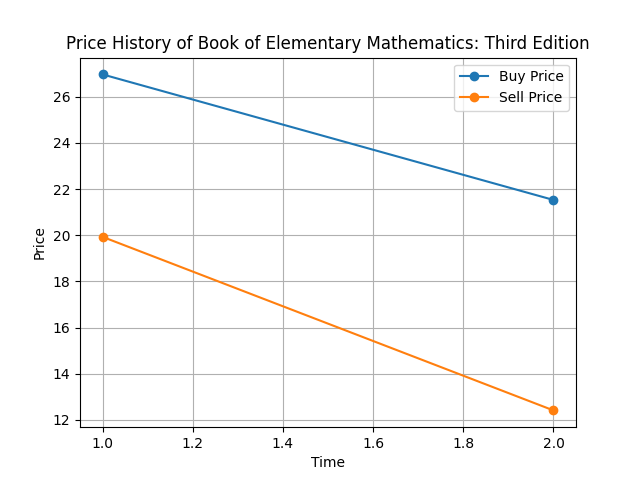 Price History of Book of Elementary Mathematics: Third Edition
Buy Price
Sell Price
Price
26
24
22
20
18
16
14
12
1.0 1.2 1.4 1.6 1.8 2.0
Time